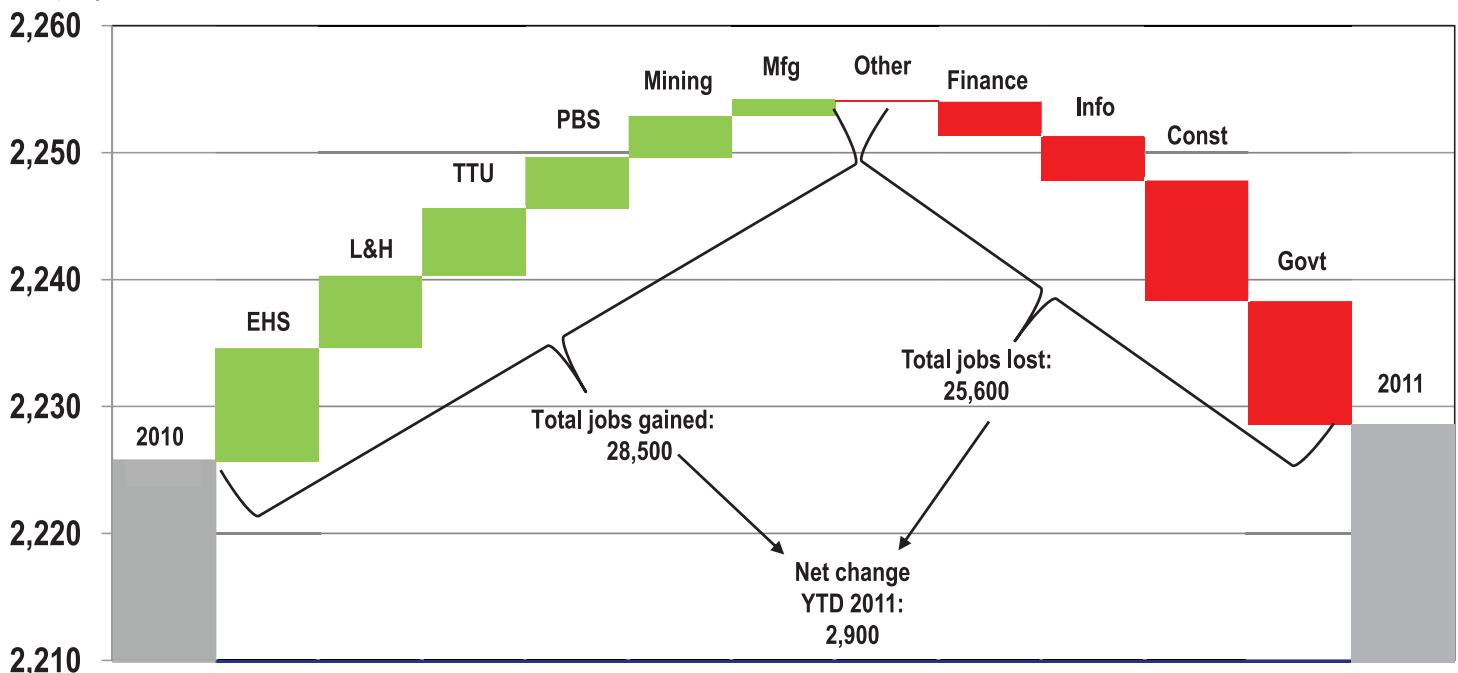 2,260
2,250
2,240
2,230
2,220
2,210
2010
EHS
L&H
TTU
PBS
Mining
Mfg
Other
Finance
Info
Const
Govt
2011
Total jobs gained:
28,500
Total jobs lost:
25,600
Net change
YTD 2011:
2,900